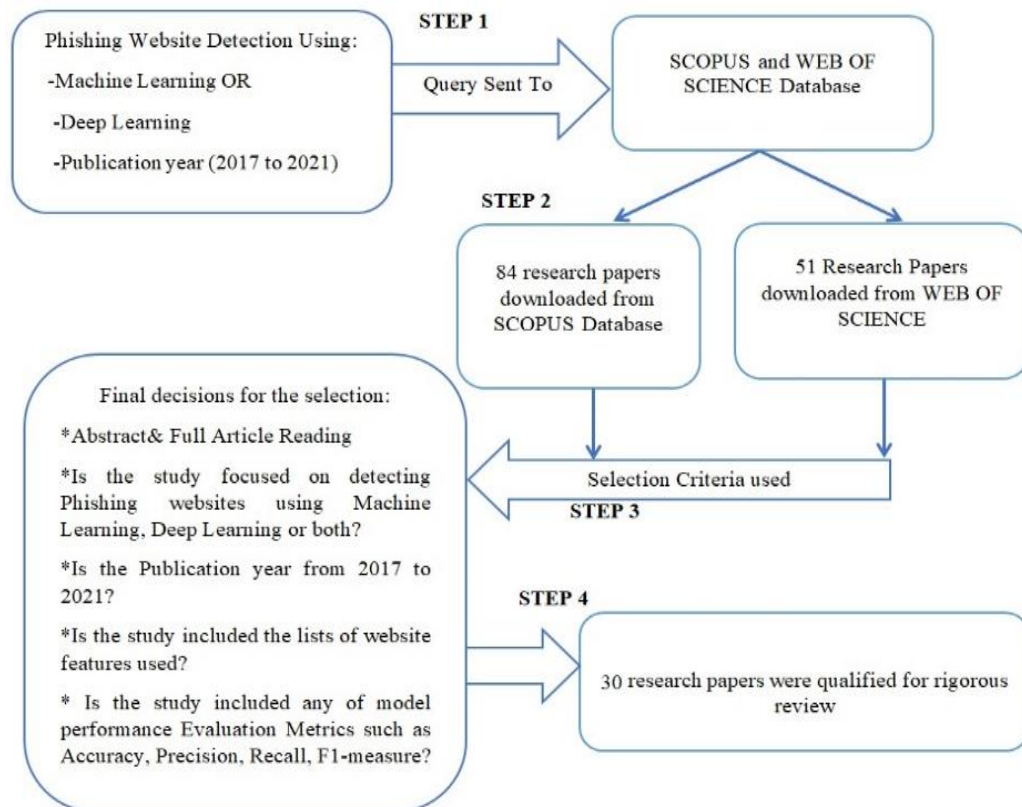 STEP 1
Phishing Website Detection Using:
-Machine Learning OR
-Deep Learning
-Publication year (2017 to 2021)
Query Sent To
SCOPUS and WEB OF
SCIENCE Database
STEP 2
84 research papers
downloaded from
SCOPUS Database
51 Research Papers
downloaded from WEB OF
SCIENCE
Selection Criteria used
STEP 3
Final decisions for the selection:
*Abstract& Full Article Reading
*Is the study focused on detecting
Phishing websites using Machine
Learning, Deep Learning or both?
*Is the Publication year from 2017 to
2021?
*Is the study included the lists of website
features used?
* Is the study included any of model
performance Evaluation Metrics such as
Accuracy, Precision, Recall, F1-measure?
STEP 4
30 research papers were qualified for rigorous
review